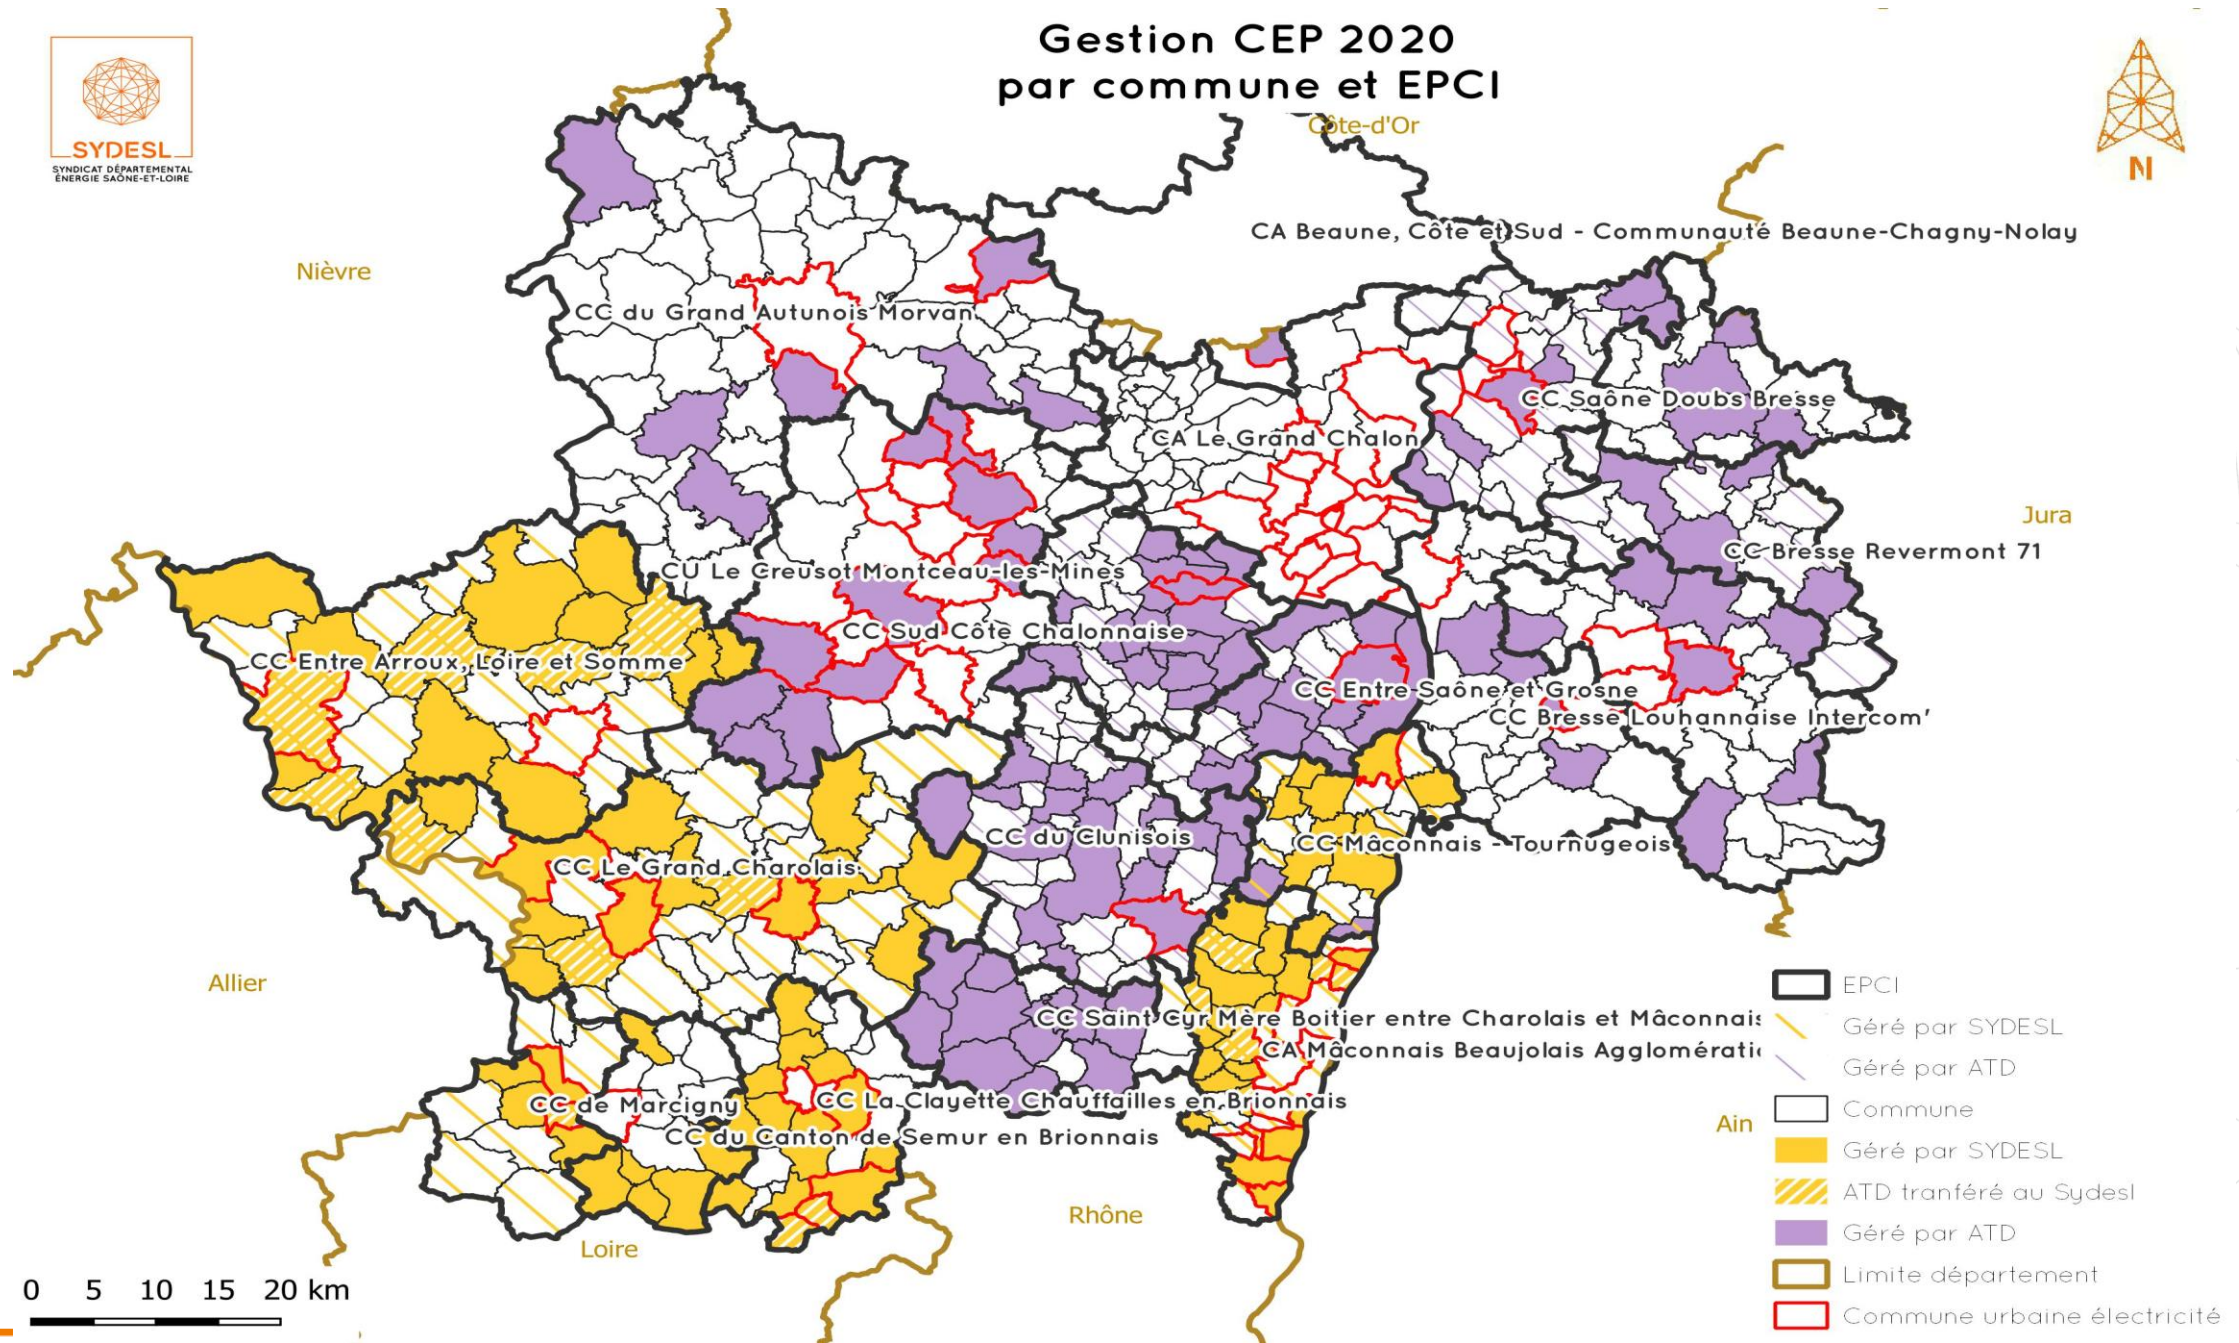 Gestion CEP 2020
par commune et EPCI
SYDESL
SYNDICAT DÉPARTEMENTAL
ÉNERGIE SAÔNE-ET-LOIRE
N
Côte-d'Or
CA Beaune, Côte et Sud - Communauté Beaune-Chagny-Nolay
Nièvre
CC du Grand Autunois Morvan
CC Saône Doubs Bresse
CA Le Grand Chalon
Jura
CC Bresse Revermont 71
CU Le Creusot Montceau-les-Mines
CC Sud Côte Chalonnaise
CC Entre Arroux, Loire et Somme
CC Entre Saône et Grosne
CC Bresse Louhannaise Intercom'
CC du Clunisois
CC Mâconnais - Tournugeois
CC Le Grand Charolais
Allier
CC Saint Cyr Mère Boitier entre Charolais et Mâconnais
CA Mâconnais Beaujolais Agglomératic
CC de Marcigny
CC La Clayette Chauffailles en Brionnais
CC du Canton de Semur en Brionnais
Ain
Rhône
Loire
EPCI
Géré par SYDESL
Géré par ATD
Commune
Géré par SYDESL
ATD tranféré au Sydesl
Géré par ATD
Limite département
Commune urbaine électricité
0 5 10 15 20 km